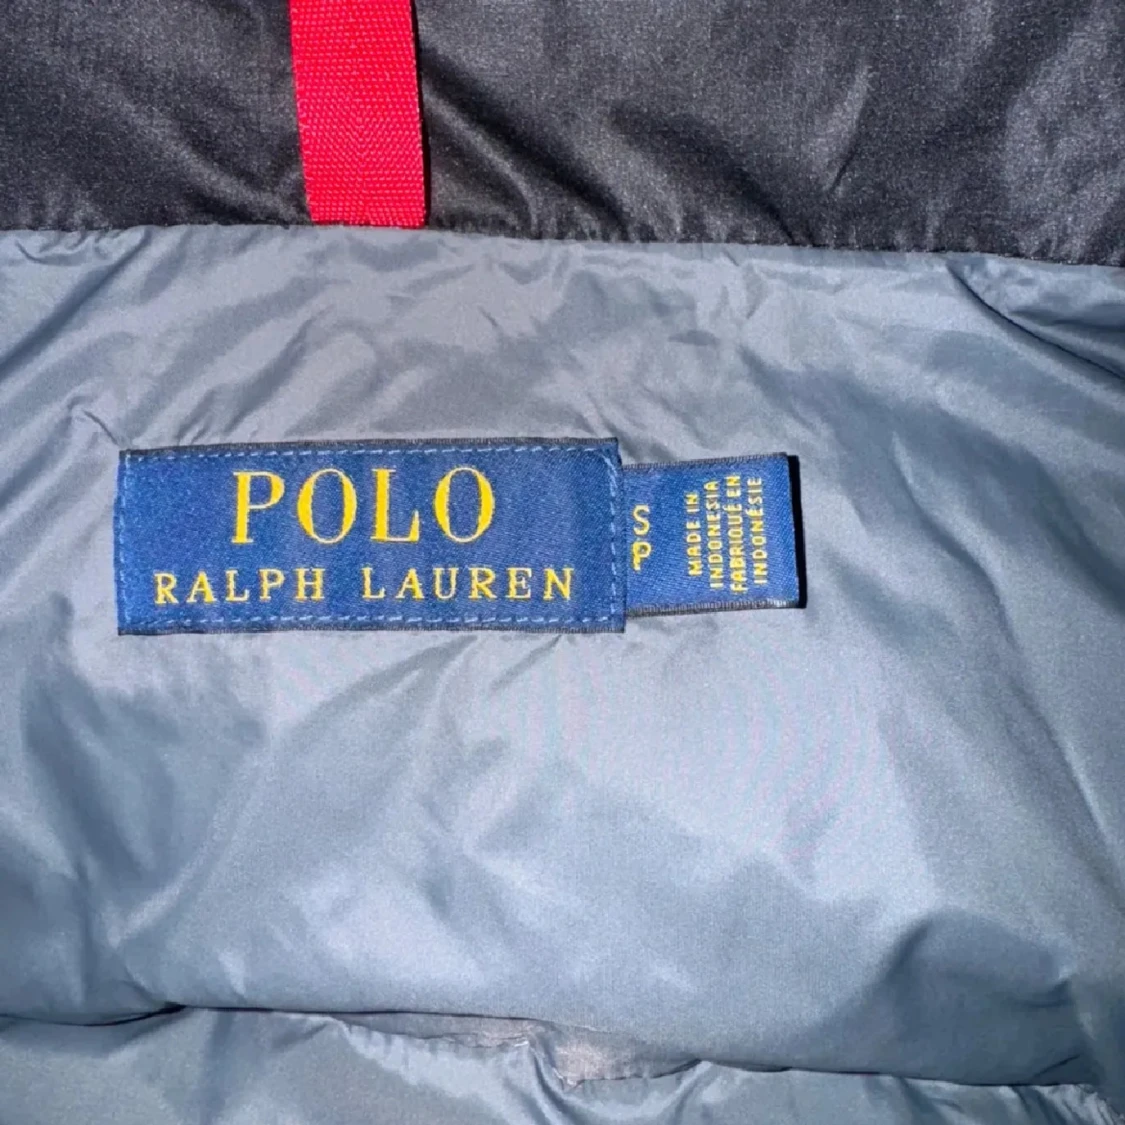 POLO
RALPH LAUREN
S
P
MADE IN
INDONESIA
FABRIQUÉ EN
INDONÉSIE